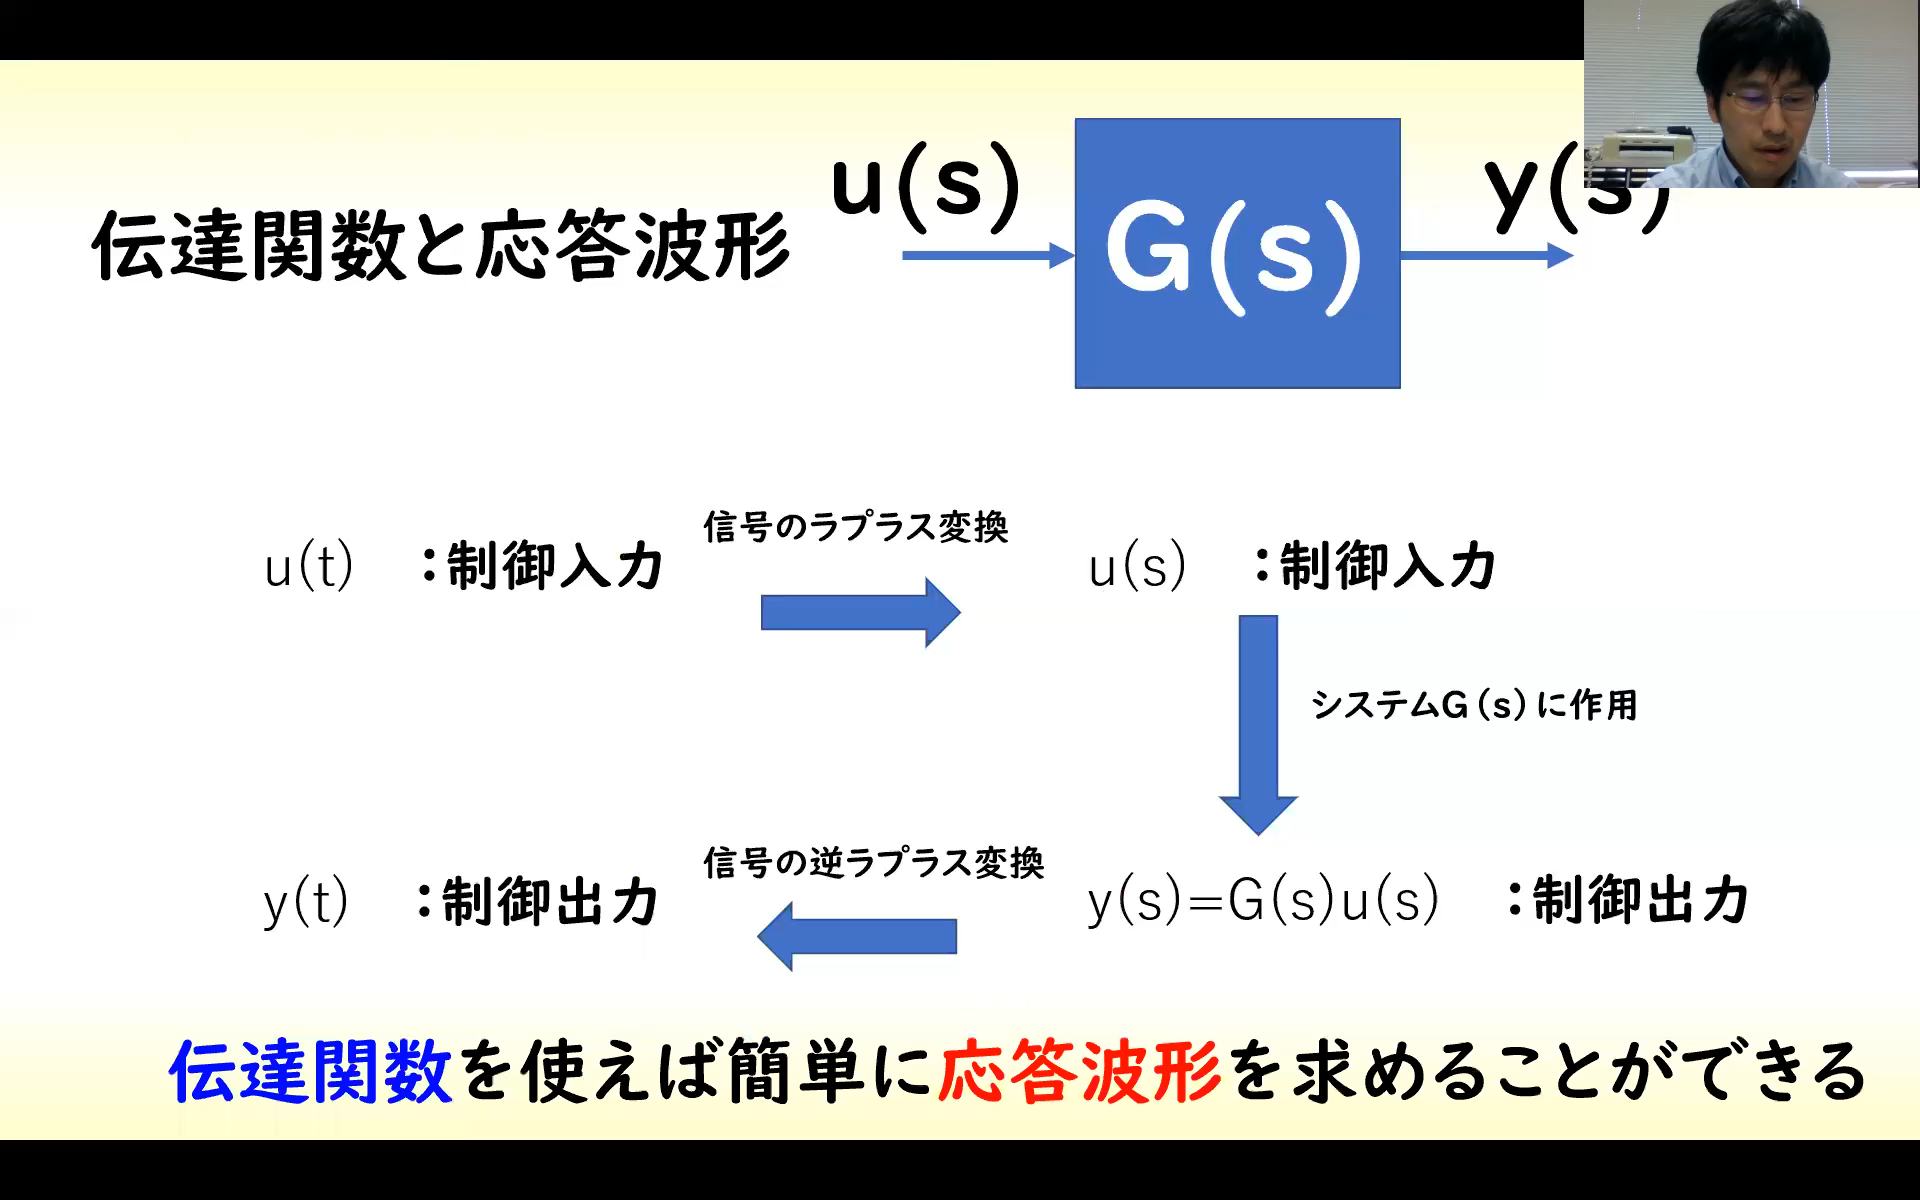 伝達関数と応答波形
u(s)
G(s)
y(s)
信号のラプラス変換
u(t) :制御入力
u(s) :制御入力
システムG(s)に作用
信号の逆ラプラス変換
y(t) :制御出力
y(s)=G(s)u(s) :制御出力
伝達関数を使えば簡単に応答波形を求めることができる